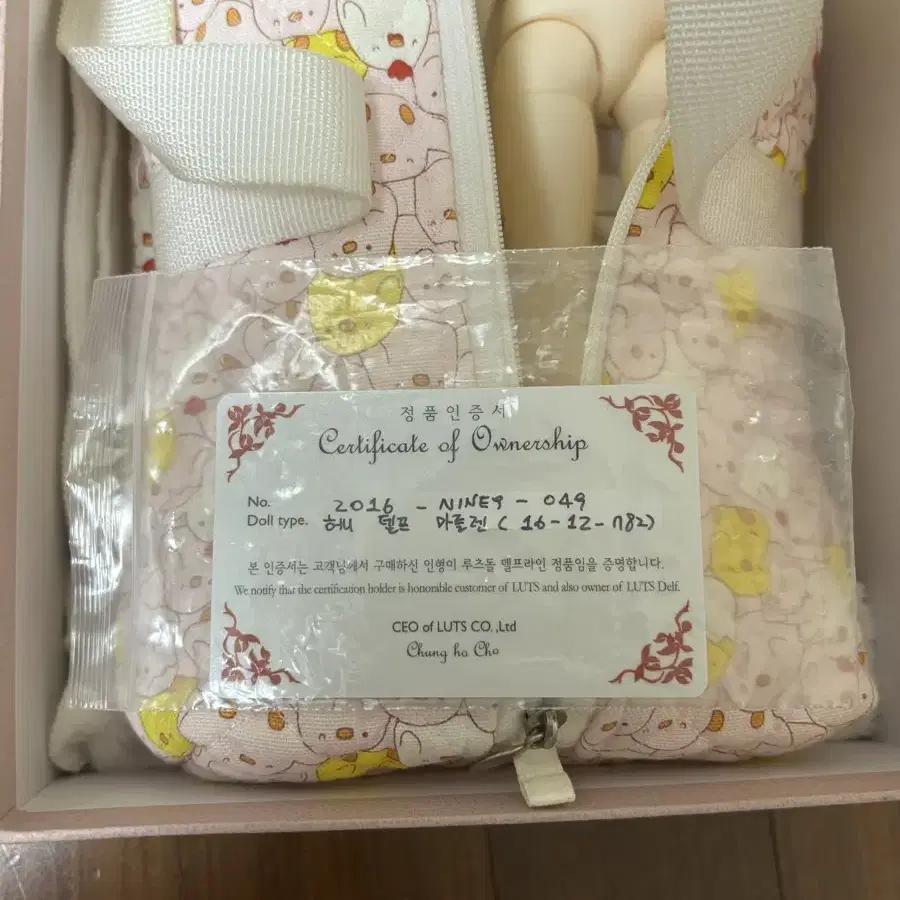 정품인증서
Certificate of Ownership
No. 2016 - NINE9 - 049
Doll type. 허니 델프 마들렌 ( 16-12-1782)
본 인증서는 고객님에서 구매하신 인형이 루츠돌 델프라인 정품임을 증명합니다.
We notify that the certification holder is honorable customer of LUTS and also owner of LUTS Delf.
CEO of LUTS CO.,Ltd
Chung ho Cho